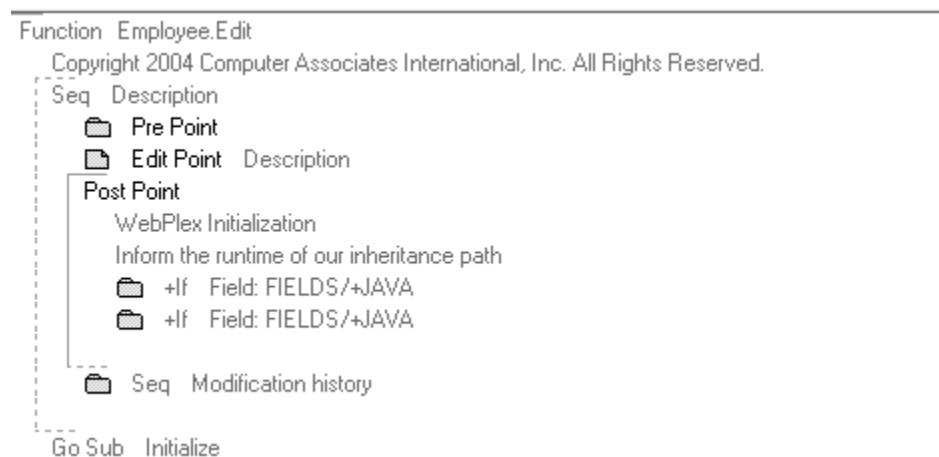 Function Employee.Edit
Copyright 2004 Computer Associates International, Inc. All Rights Reserved.
Seq Description
Pre Point
Edit Point Description
Post Point
WebPlex Initialization
Inform the runtime of our inheritance path
+If Field: FIELDS/+JAVA
+If Field: FIELDS/+JAVA
Seq Modification history
Go Sub Initialize